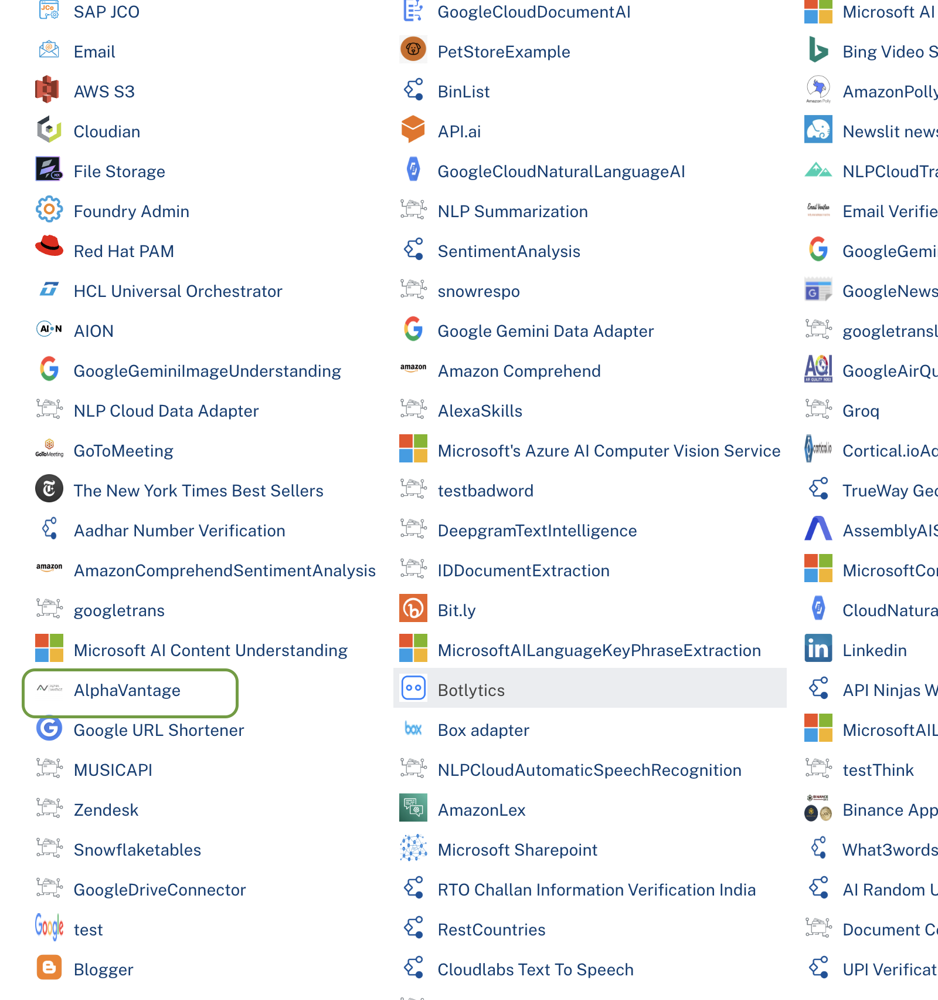 SAP JCO
Email
AWS S3
Cloudian
File Storage
Foundry Admin
Red Hat PAM
HCL Universal Orchestrator
AION
GoogleGeminiImageUnderstanding
NLP Cloud Data Adapter
GoToMeeting
The New York Times Best Sellers
Aadhar Number Verification
AmazonComprehendSentimentAnalysis
googletrans
Microsoft AI Content Understanding
AlphaVantage
Google URL Shortener
MUSICAPI
Zendesk
Snowflaketables
GoogleDriveConnector
test
Blogger
GoogleCloudDocumentAI
PetStoreExample
BinList
API.ai
GoogleCloudNaturalLanguageAI
NLP Summarization
SentimentAnalysis
snowrespo
Google Gemini Data Adapter
Amazon Comprehend
AlexaSkills
Microsoft's Azure AI Computer Vision Service
testbadword
DeepgramTextIntelligence
IDDocumentExtraction
Bit.ly
MicrosoftAILanguageKeyPhraseExtraction
Botlytics
Box adapter
NLPCloudAutomaticSpeechRecognition
AmazonLex
Microsoft Sharepoint
RTO Challan Information Verification India
RestCountries
Cloudlabs Text To Speech
Microsoft AI
Bing Video S
AmazonPolly
Newslit news
NLPCloudTra
Email Verifie
GoogleGemi
GoogleNews
googletransl
GoogleAirQu
Groq
Cortical.ioAd
TrueWay Geo
AssemblyAIS
MicrosoftCo
CloudNatura
Linkedin
API Ninjas W
MicrosoftAIL
testThink
Binance App
What3words
AI Random U
Document Co
UPI Verificat